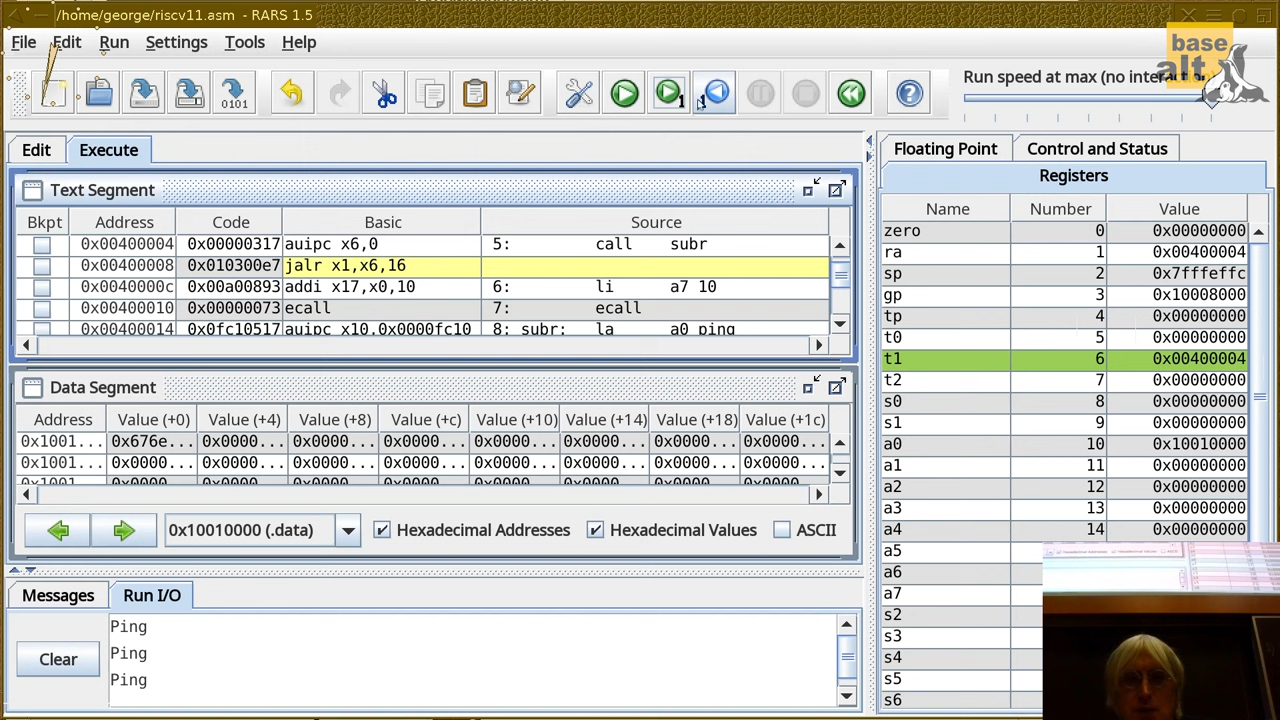 /home/george/riscv11.asm - RARS 1.5
File Edit Run Settings Tools Help
base
alt
Run speed at max (no interaction)
Edit Execute
Floating Point Control and Status
Registers
Text Segment
Bkpt Address Code Basic Source
0x00400004 0x00000317 auipc x6,0 5: call subr
0x00400008 0x010300e7 jalr x1,x6,16
0x0040000c 0x00a00893 addi x17,x0,10 6: li a7 10
0x00400010 0x00000073 ecall 7: ecall
0x00400014 0x0fc10517 auipc x10,0x0000fc10 8: subr: la a0 ping
Data Segment
Address Value (+0) Value (+4) Value (+8) Value (+c) Value (+10) Value (+14) Value (+18) Value (+1c)
0x1001... 0x676e... 0x0000... 0x0000... 0x0000... 0x0000... 0x0000... 0x0000... 0x0000...
0x1001... 0x0000... 0x0000... 0x0000... 0x0000... 0x0000... 0x0000... 0x0000... 0x0000...
0x10010000 (.data) Hexadecimal Addresses Hexadecimal Values ASCII
Messages Run I/O
Clear
Ping
Ping
Ping
Name Number Value
zero 0 0x00000000
ra 1 0x00400004
sp 2 0x7fffeffc
gp 3 0x10008000
tp 4 0x00000000
t0 5 0x00000000
t1 6 0x00400004
t2 7 0x00000000
s0 8 0x00000000
s1 9 0x00000000
a0 10 0x10010000
a1 11 0x00000000
a2 12 0x00000000
a3 13 0x00000000
a4 14 0x00000000
a5
a6
a7
s2
s3
s4
s5
s6